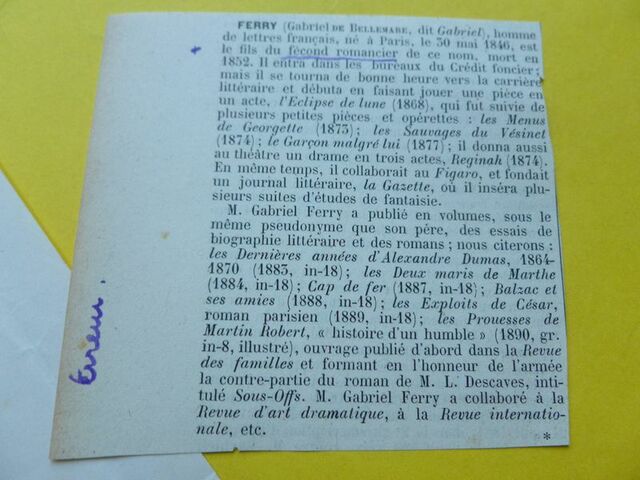 FERRY (Gabriel DE BELLEMARE, dit Gabriel), homme
de lettres français, né à Paris, le 30 mai 1846, est
le fils du fécond romancier de ce nom, mort en
1852. Il entra dans les bureaux du Crédit foncier ;
mais il se tourna de bonne heure vers la carrière
littéraire et débuta en faisant jouer une pièce en
un acte, l'Eclipse de lune (1868), qui fut suivie de
plusieurs petites pièces et opérettes : les Menus
de Georgette (1873) ; les Sauvages du Vésinet
(1874) ; le Garçon malgré lui (1877) ; il donna aussi
au théâtre un drame en trois actes, Reginah (1874).
En même temps, il collaborait au Figaro, et fondait
un journal littéraire, la Gazette, où il inséra plu-
sieurs suites d'études de fantaisie.
M. Gabriel Ferry a publié en volumes, sous le
même pseudonyme que son père, des essais de
biographie littéraire et des romans ; nous citerons :
les Dernières années d'Alexandre Dumas, 1864-
1870 (1883, in-18) ; les Deux maris de Marthe
(1884, in-18) ; Cap de fer (1887, in-18) ; Balzac et
ses amies (1888, in-18) ; les Exploits de César,
roman parisien (1889, in-18) ; les Prouesses de
Martin Robert, « histoire d'un humble » (1890, gr.
in-8, illustré), ouvrage publié d'abord dans la Revue
des familles et formant en l'honneur de l'armée
la contre-partie du roman de M. L. Descaves, inti-
tulé Sous-Offs. M. Gabriel Ferry a collaboré à la
Revue d'art dramatique, à la Revue internatio-
nale, etc.
*
Erreur.